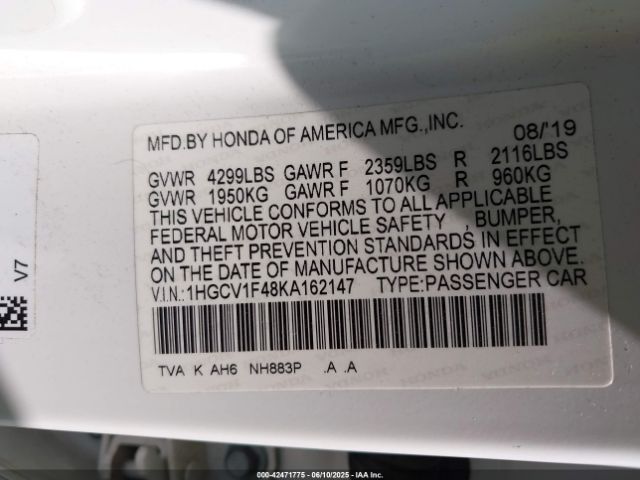 MFD.BY HONDA OF AMERICA MFG.,INC. 08/'19
GVWR 4299LBS GAWR F 2359LBS R 2116LBS
GVWR 1950KG GAWR F 1070KG R 960KG
THIS VEHICLE CONFORMS TO ALL APPLICABLE
FEDERAL MOTOR VEHICLE SAFETY , BUMPER,
AND THEFT PREVENTION STANDARDS IN EFFECT
ON THE DATE OF MANUFACTURE SHOWN ABOVE.
V.I.N.:1HGCV1F48KA162147 TYPE:PASSENGER CAR
TVA K AH6 NH883P .A .A
V7
000-42471775 - 06/10/2025 - IAA Inc.